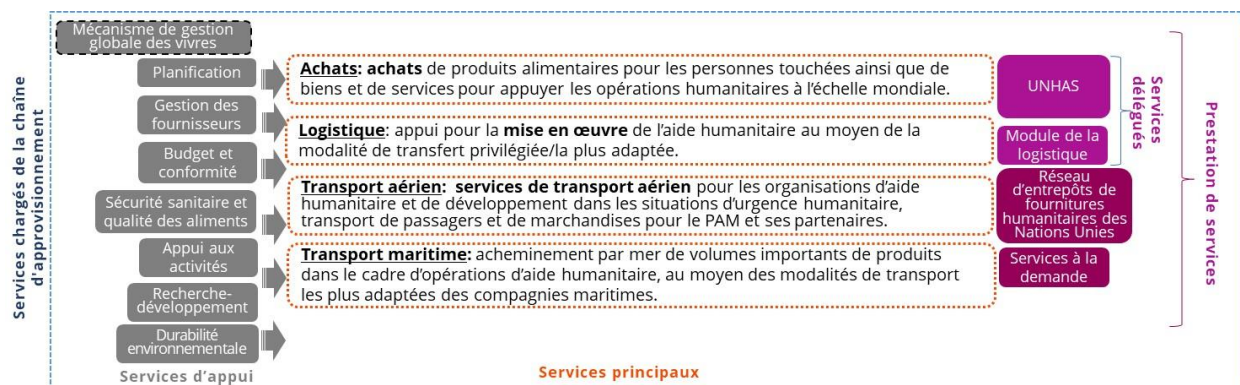 Services chargés de la chaîne
d'approvisionnement
Mécanisme de gestion
globale des vivres
Planification
Gestion des
fournisseurs
Budget et
conformité
Sécurité sanitaire et
qualité des aliments
Appui aux
activités
Recherche-
développement
Durabilité
environnementale
Services d'appui
Achats: achats de produits alimentaires pour les personnes touchées ainsi que de
biens et de services pour appuyer les opérations humanitaires à l'échelle mondiale.
Logistique: appui pour la mise en œuvre de l'aide humanitaire au moyen de la
modalité de transfert privilégiée/la plus adaptée.
Transport aérien: services de transport aérien pour les organisations d'aide
humanitaire et de développement dans les situations d'urgence humanitaire,
transport de passagers et de marchandises pour le PAM et ses partenaires.
Transport maritime: acheminement par mer de volumes importants de produits
dans le cadre d'opérations d'aide humanitaire, au moyen des modalités de transport
les plus adaptées des compagnies maritimes.
Services principaux
UNHAS
Module de la
logistique
Réseau
d'entrepôts de
fournitures
humanitaires des
Nations Unies
Services à la
demande
Services
délégués
Prestation de services